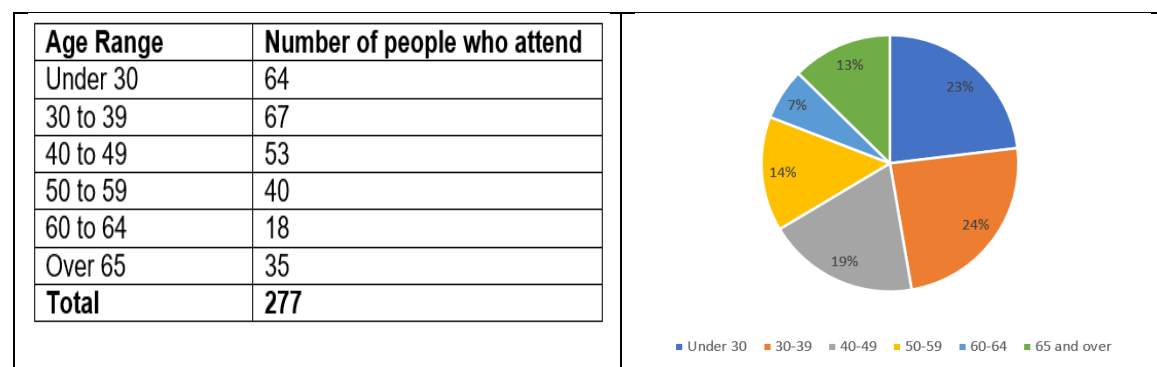 Age Range Number of people who attend
Under 30 64
30 to 39 67
40 to 49 53
50 to 59 40
60 to 64 18
Over 65 35
Total 277
13%
23%
7%
14%
24%
19%
Under 30 30-39 40-49 50-59 60-64 65 and over